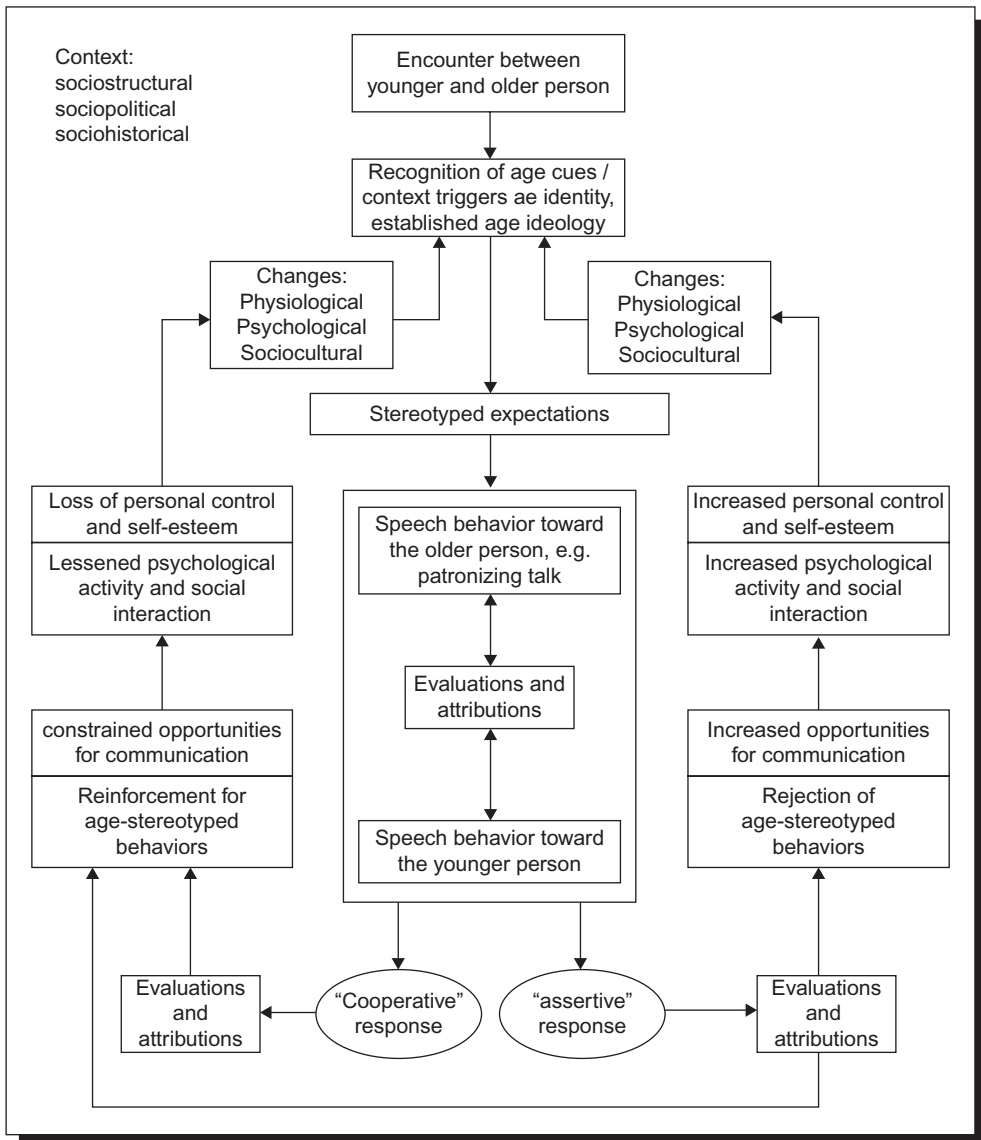 Context:
sociostructural
sociopolitical
sociohistorical
Encounter between
younger and older person
Recognition of age cues /
context triggers ae identity,
established age ideology
Changes:
Physiological
Psychological
Sociocultural
Changes:
Physiological
Psychological
Sociocultural
Stereotyped expectations
Loss of personal control
and self-esteem
Lessened psychological
activity and social
interaction
Speech behavior toward
the older person, e.g.
patronizing talk
Increased personal control
and self-esteem
Increased psychological
activity and social
interaction
Evaluations and
attributions
constrained opportunities
for communication
Reinforcement for
age-stereotyped
behaviors
Speech behavior toward
the younger person
Increased opportunities
for communication
Rejection of
age-stereotyped
behaviors
Evaluations
and
attributions
“Cooperative”
response
“assertive”
response
Evaluations
and
attributions